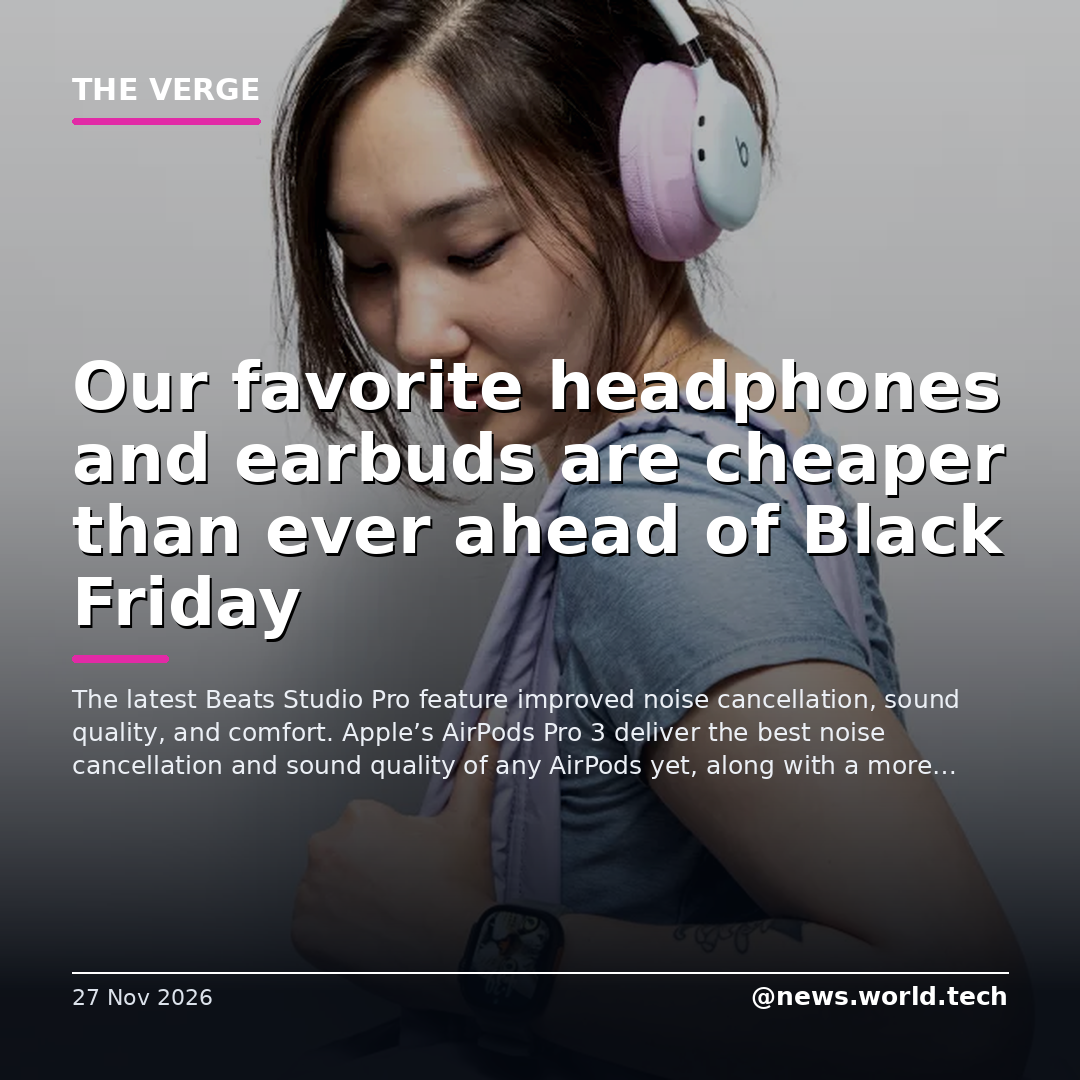 THE VERGE
Our favorite headphones
and earbuds are cheaper
than ever ahead of Black
Friday
The latest Beats Studio Pro feature improved noise cancellation, sound
quality, and comfort. Apple’s AirPods Pro 3 deliver the best noise
cancellation and sound quality of any AirPods yet, along with a more…
27 Nov 2026
@news.world.tech